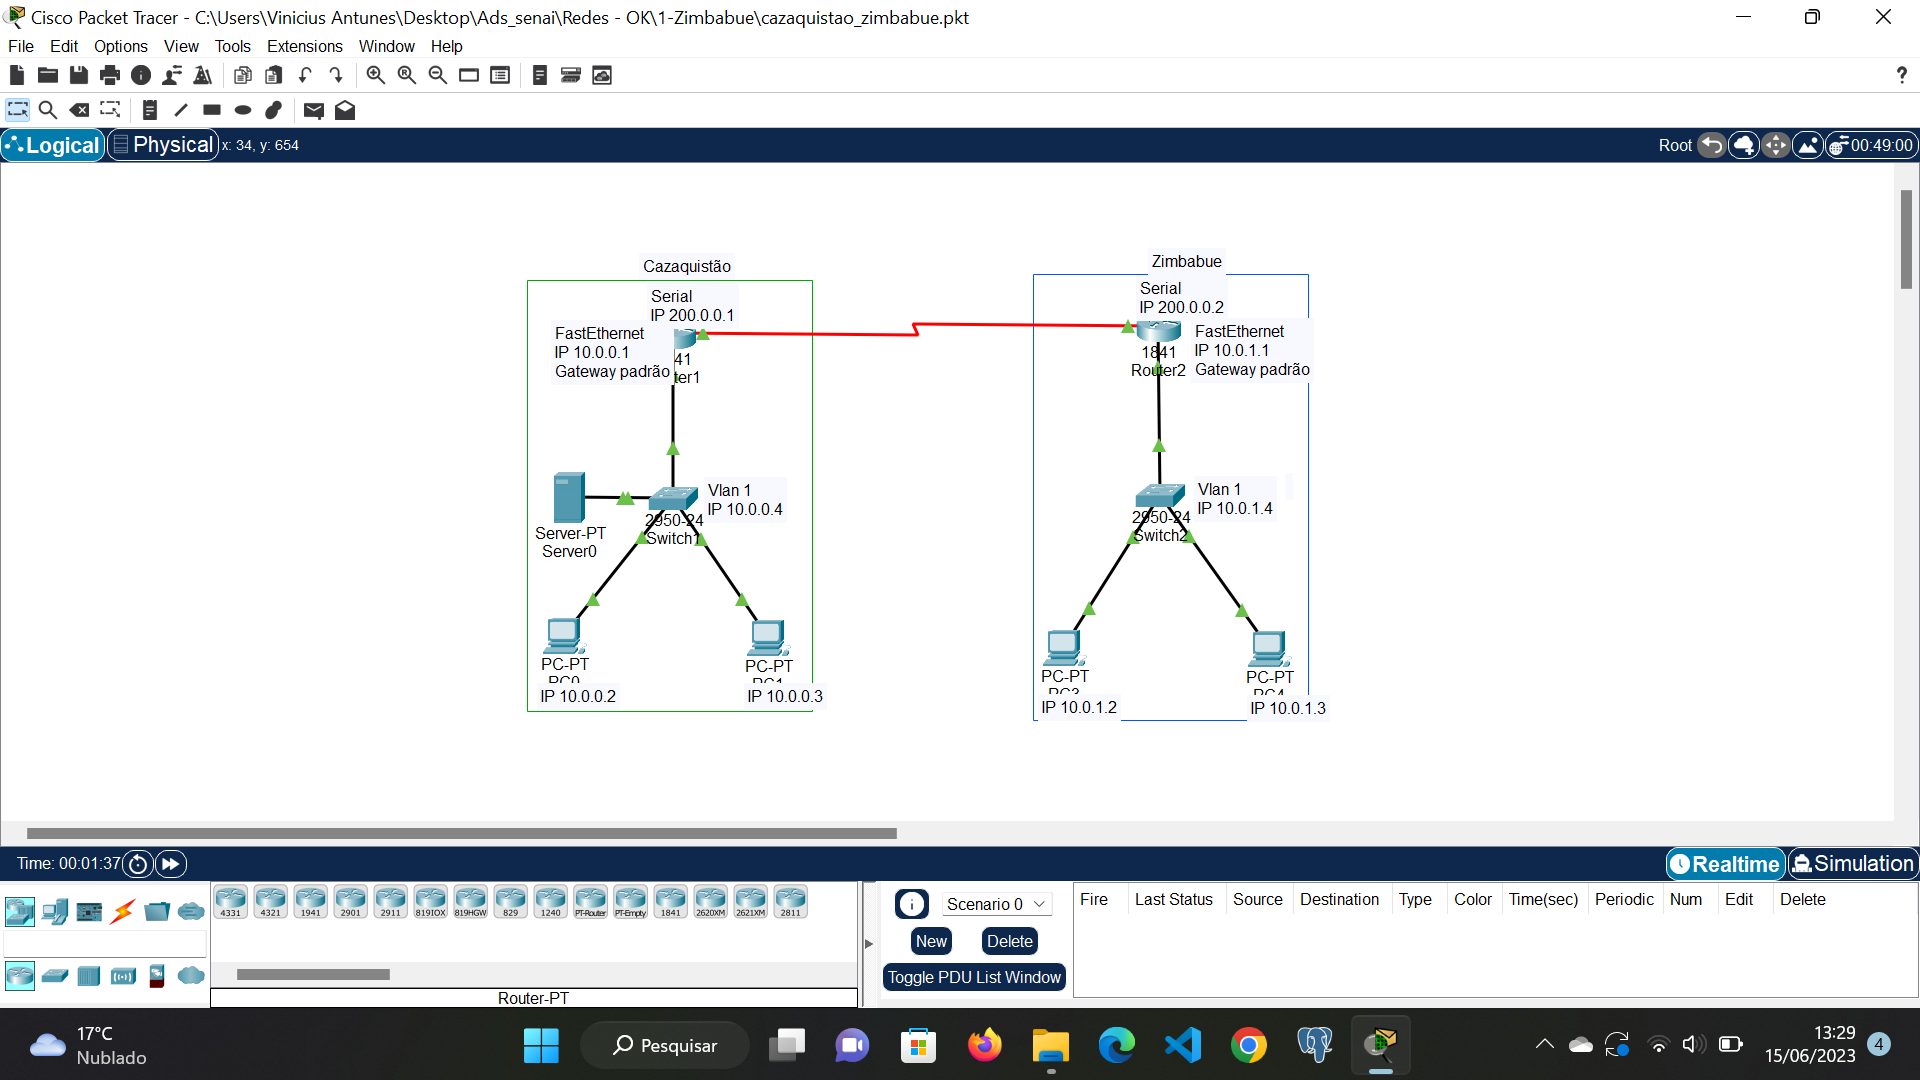 Cisco Packet Tracer - C:\Users\Vinicius Antunes\Desktop\Ads_senai\Redes - OK\1-Zimbabue\cazaquistao_zimbabue.pkt
File Edit Options View Tools Extensions Window Help
?
Logical Physical x: 34, y: 654 Root 00:49:00
Cazaquistão
Serial
IP 200.0.0.1
FastEthernet
IP 10.0.0.1
Gateway padrão
41
ter1
Vlan 1
IP 10.0.0.4
2950-24
Switch1
Server-PT
Server0
PC-PT
PC0
IP 10.0.0.2
PC-PT
PC1
IP 10.0.0.3
Zimbabue
Serial
IP 200.0.0.2
FastEthernet
IP 10.0.1.1
Gateway padrão
1841
Router2
Vlan 1
IP 10.0.1.4
2950-24
Switch2
PC-PT
PC3
IP 10.0.1.2
PC-PT
PC4
IP 10.0.1.3
Time: 00:01:37 Realtime Simulation
4331 4321 1941 2901 2911 819IOX 819HGW 829 1240 PT-Router PT-Empty 1841 2620XM 2621XM 2811
Router-PT
Scenario 0
New Delete
Toggle PDU List Window
Fire Last Status Source Destination Type Color Time(sec) Periodic Num Edit Delete
17°C
Nublado
Pesquisar
13:29
15/06/2023
4